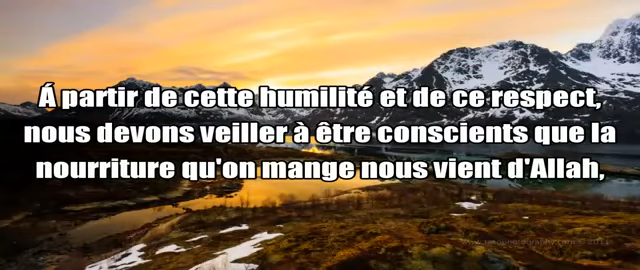 Á partir de cette humilité et de ce respect,
nous devons veiller à être conscients que la
nourriture qu'on mange nous vient d'Allah,